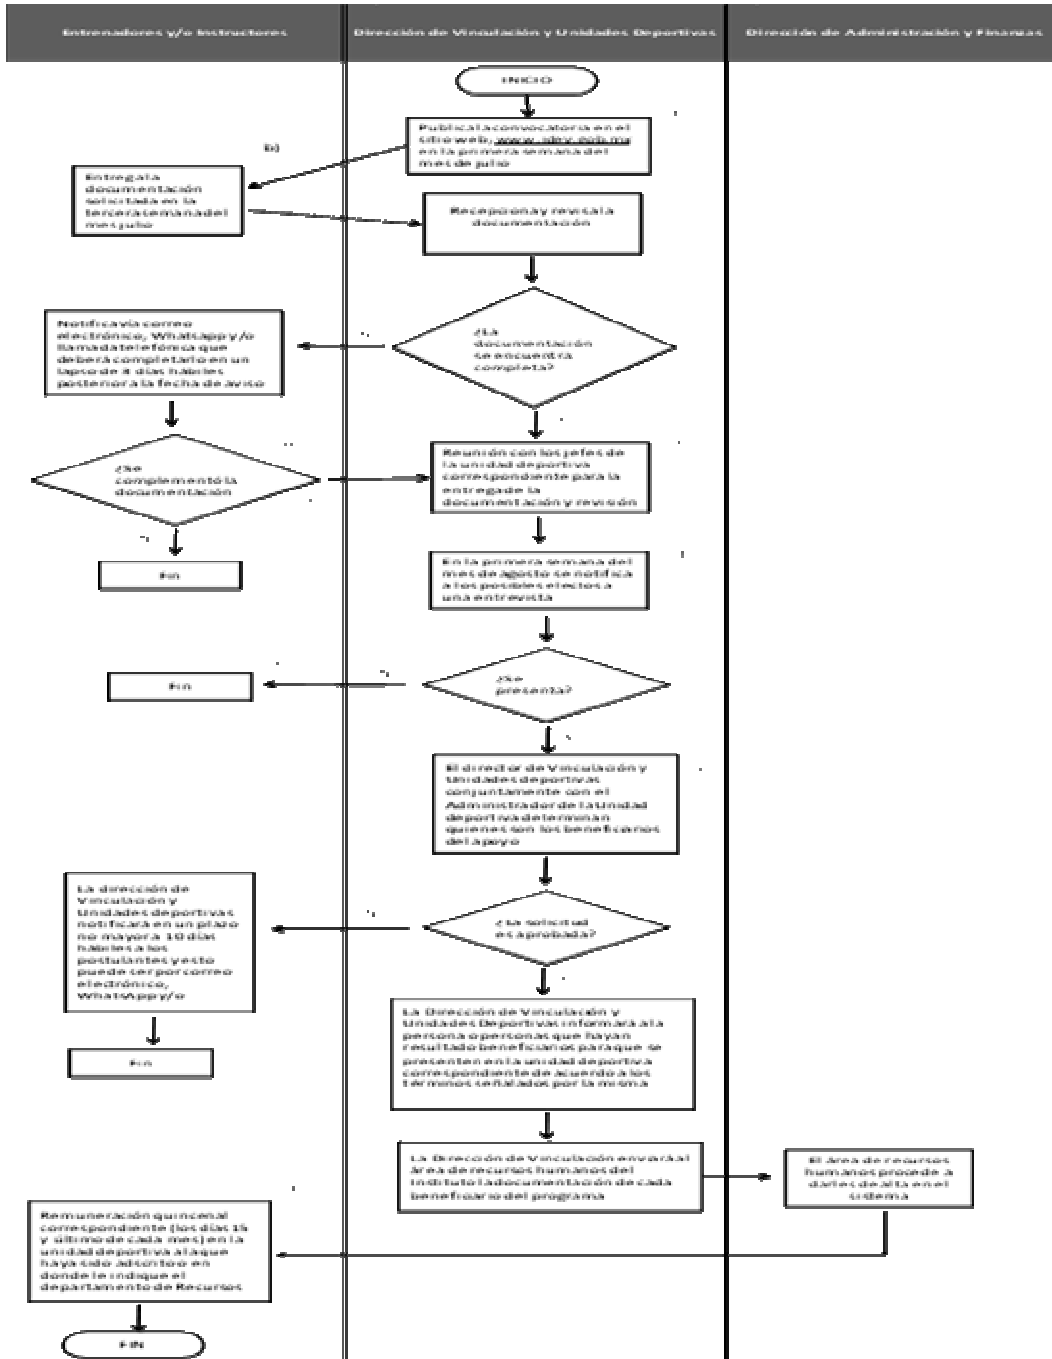 Entrenadores y/o Instructores
Dirección de Vinculación y Unidades Deportivas
Dirección de Administración y Finanzas
INICIO
Publica la convocatoria en el
sitio web,
en la primera semana del
mes de julio
Entrega la
documentación
solicitada en la
tercera semana del
mes julio
Recepciona y revisa la
documentación
¿La
documentación
se encuentra
completa?
Notifica vía correo
electrónico, Whatsapp y/o
llamada telefónica que
deberá completarlo en un
lapso de días hábiles
posterior a la fecha de aviso
¿Se
complementó la
documentación
Fin
Reunión con los jefes de
la unidad deportiva
correspondiente para la
entrega de la
documentación y revisión
En la primera semana del
mes de agosto se notifica
a los posibles electos a
una entrevista
¿Se
presenta?
Fin
El director de Vinculación y
Unidades deportivas
conjuntamente con el
Administrador de la Unidad
deportiva determinan
quienes son los beneficiarios
del apoyo
¿La solicitud
es aprobada?
La dirección de
Vinculación y
Unidades deportivas
notificará en un plazo
no mayor a 10 días
hábiles a los
postulantes y esto
puede ser por correo
electrónico,
WhatsApp y/o
Fin
La Dirección de Vinculación y
Unidades Deportivas informará a la
persona o personas que hayan
resultado beneficiarios para que se
presenten en la unidad deportiva
correspondiente de acuerdo a los
términos señalados por la misma
La Dirección de Vinculación enviará al
área de recursos humanos del
Instituto la documentación de cada
beneficiario del programa
El área de recursos
humanos procede a
darles de alta en el
sistema
Remuneración quincenal
correspondiente (los días 15
y último de cada mes) en la
unidad deportiva a la que
haya sido adscrito o en
donde le indique el
departamento de Recursos
FIN